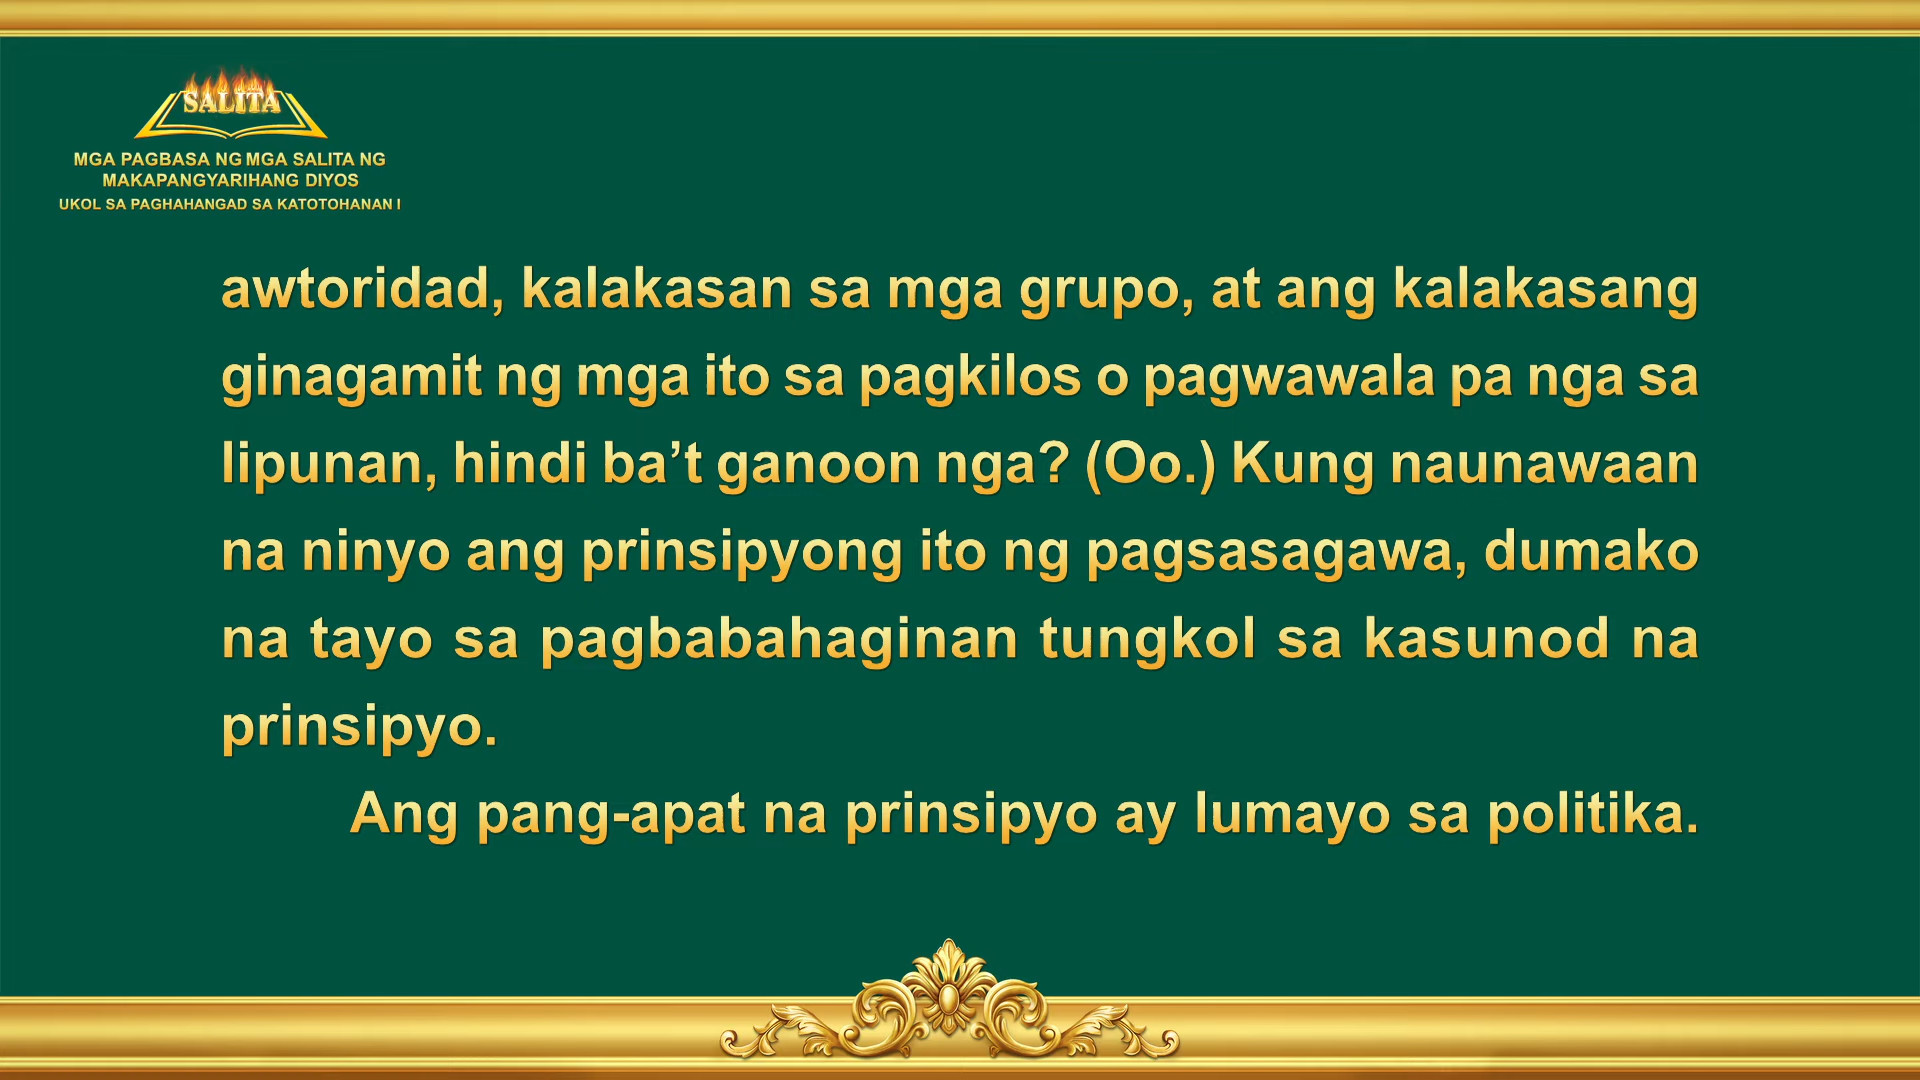 SALITA
MGA PAGBASA NG MGA SALITA NG
MAKAPANGYARIHANG DIYOS
UKOL SA PAGHAHANGAD SA KATOTOHANAN I
awtoridad, kalakasan sa mga grupo, at ang kalakasang
ginagamit ng mga ito sa pagkilos o pagwawala pa nga sa
lipunan, hindi ba’t ganoon nga? (Oo.) Kung naunawaan
na ninyo ang prinsipyong ito ng pagsasagawa, dumako
na tayo sa pagbabahaginan tungkol sa kasunod na
prinsipyo.
Ang pang-apat na prinsipyo ay lumayo sa politika.